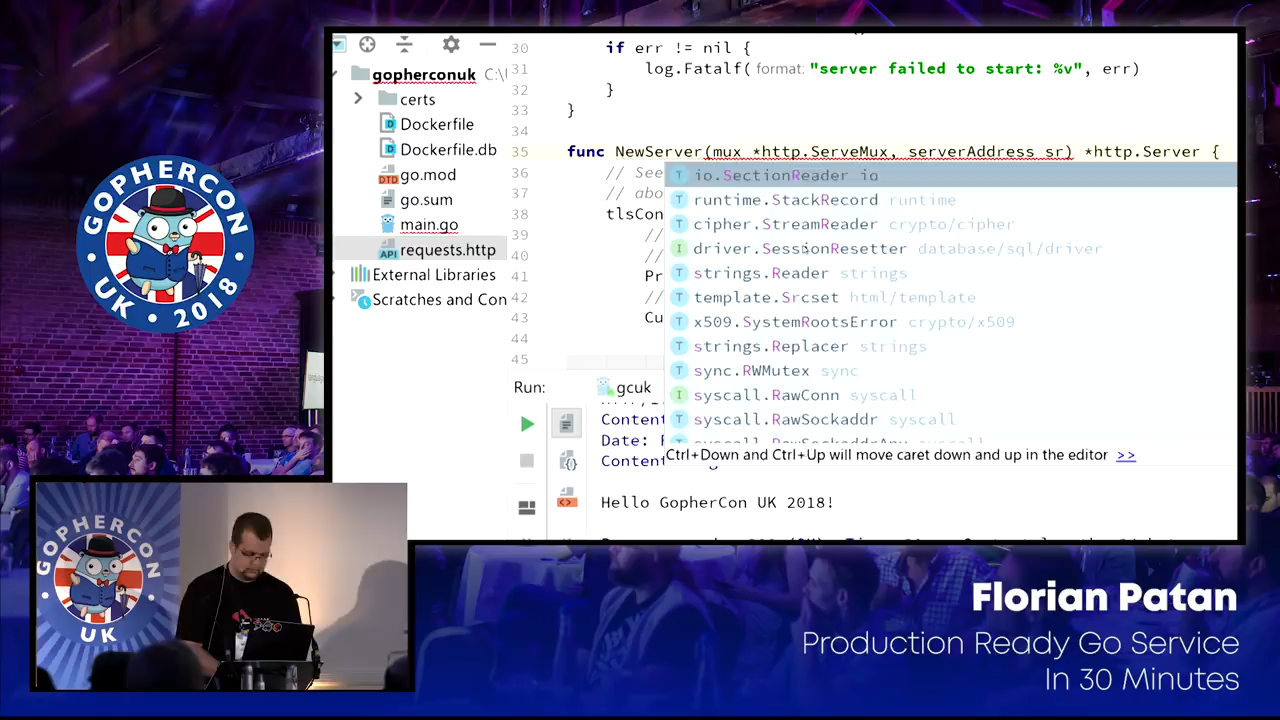 GOPHERCON
UK • 2018
gopherconuk C:\
certs
Dockerfile
Dockerfile.db
go.mod
go.sum
main.go
requests.http
External Libraries
Scratches and Con
30 if err != nil {
31 log.Fatalf( format: "server failed to start: %v", err)
32 }
33 }
34
35 func NewServer(mux *http.ServeMux, serverAddress sr) *http.Server {
36 // See
37 // abo
38 tlsCon
39 //
40 //
41 Pr
42 //
43 Cu
44
45
io.SectionReader io
runtime.StackRecord runtime
cipher.StreamReader crypto/cipher
driver.SessionResetter database/sql/driver
strings.Reader strings
template.Srcset html/template
x509.SystemRootsError crypto/x509
strings.Replacer strings
sync.RWMutex sync
syscall.RawConn syscall
syscall.RawSockaddr syscall
syscall.RawSockaddrAny syscall
Ctrl+Down and Ctrl+Up will move caret down and up in the editor >>
Run: gcuk
Content
Date:
Content
Hello GopherCon UK 2018!
GOPHERCON
UK
Florian Patan
Production Ready Go Service
In 30 Minutes